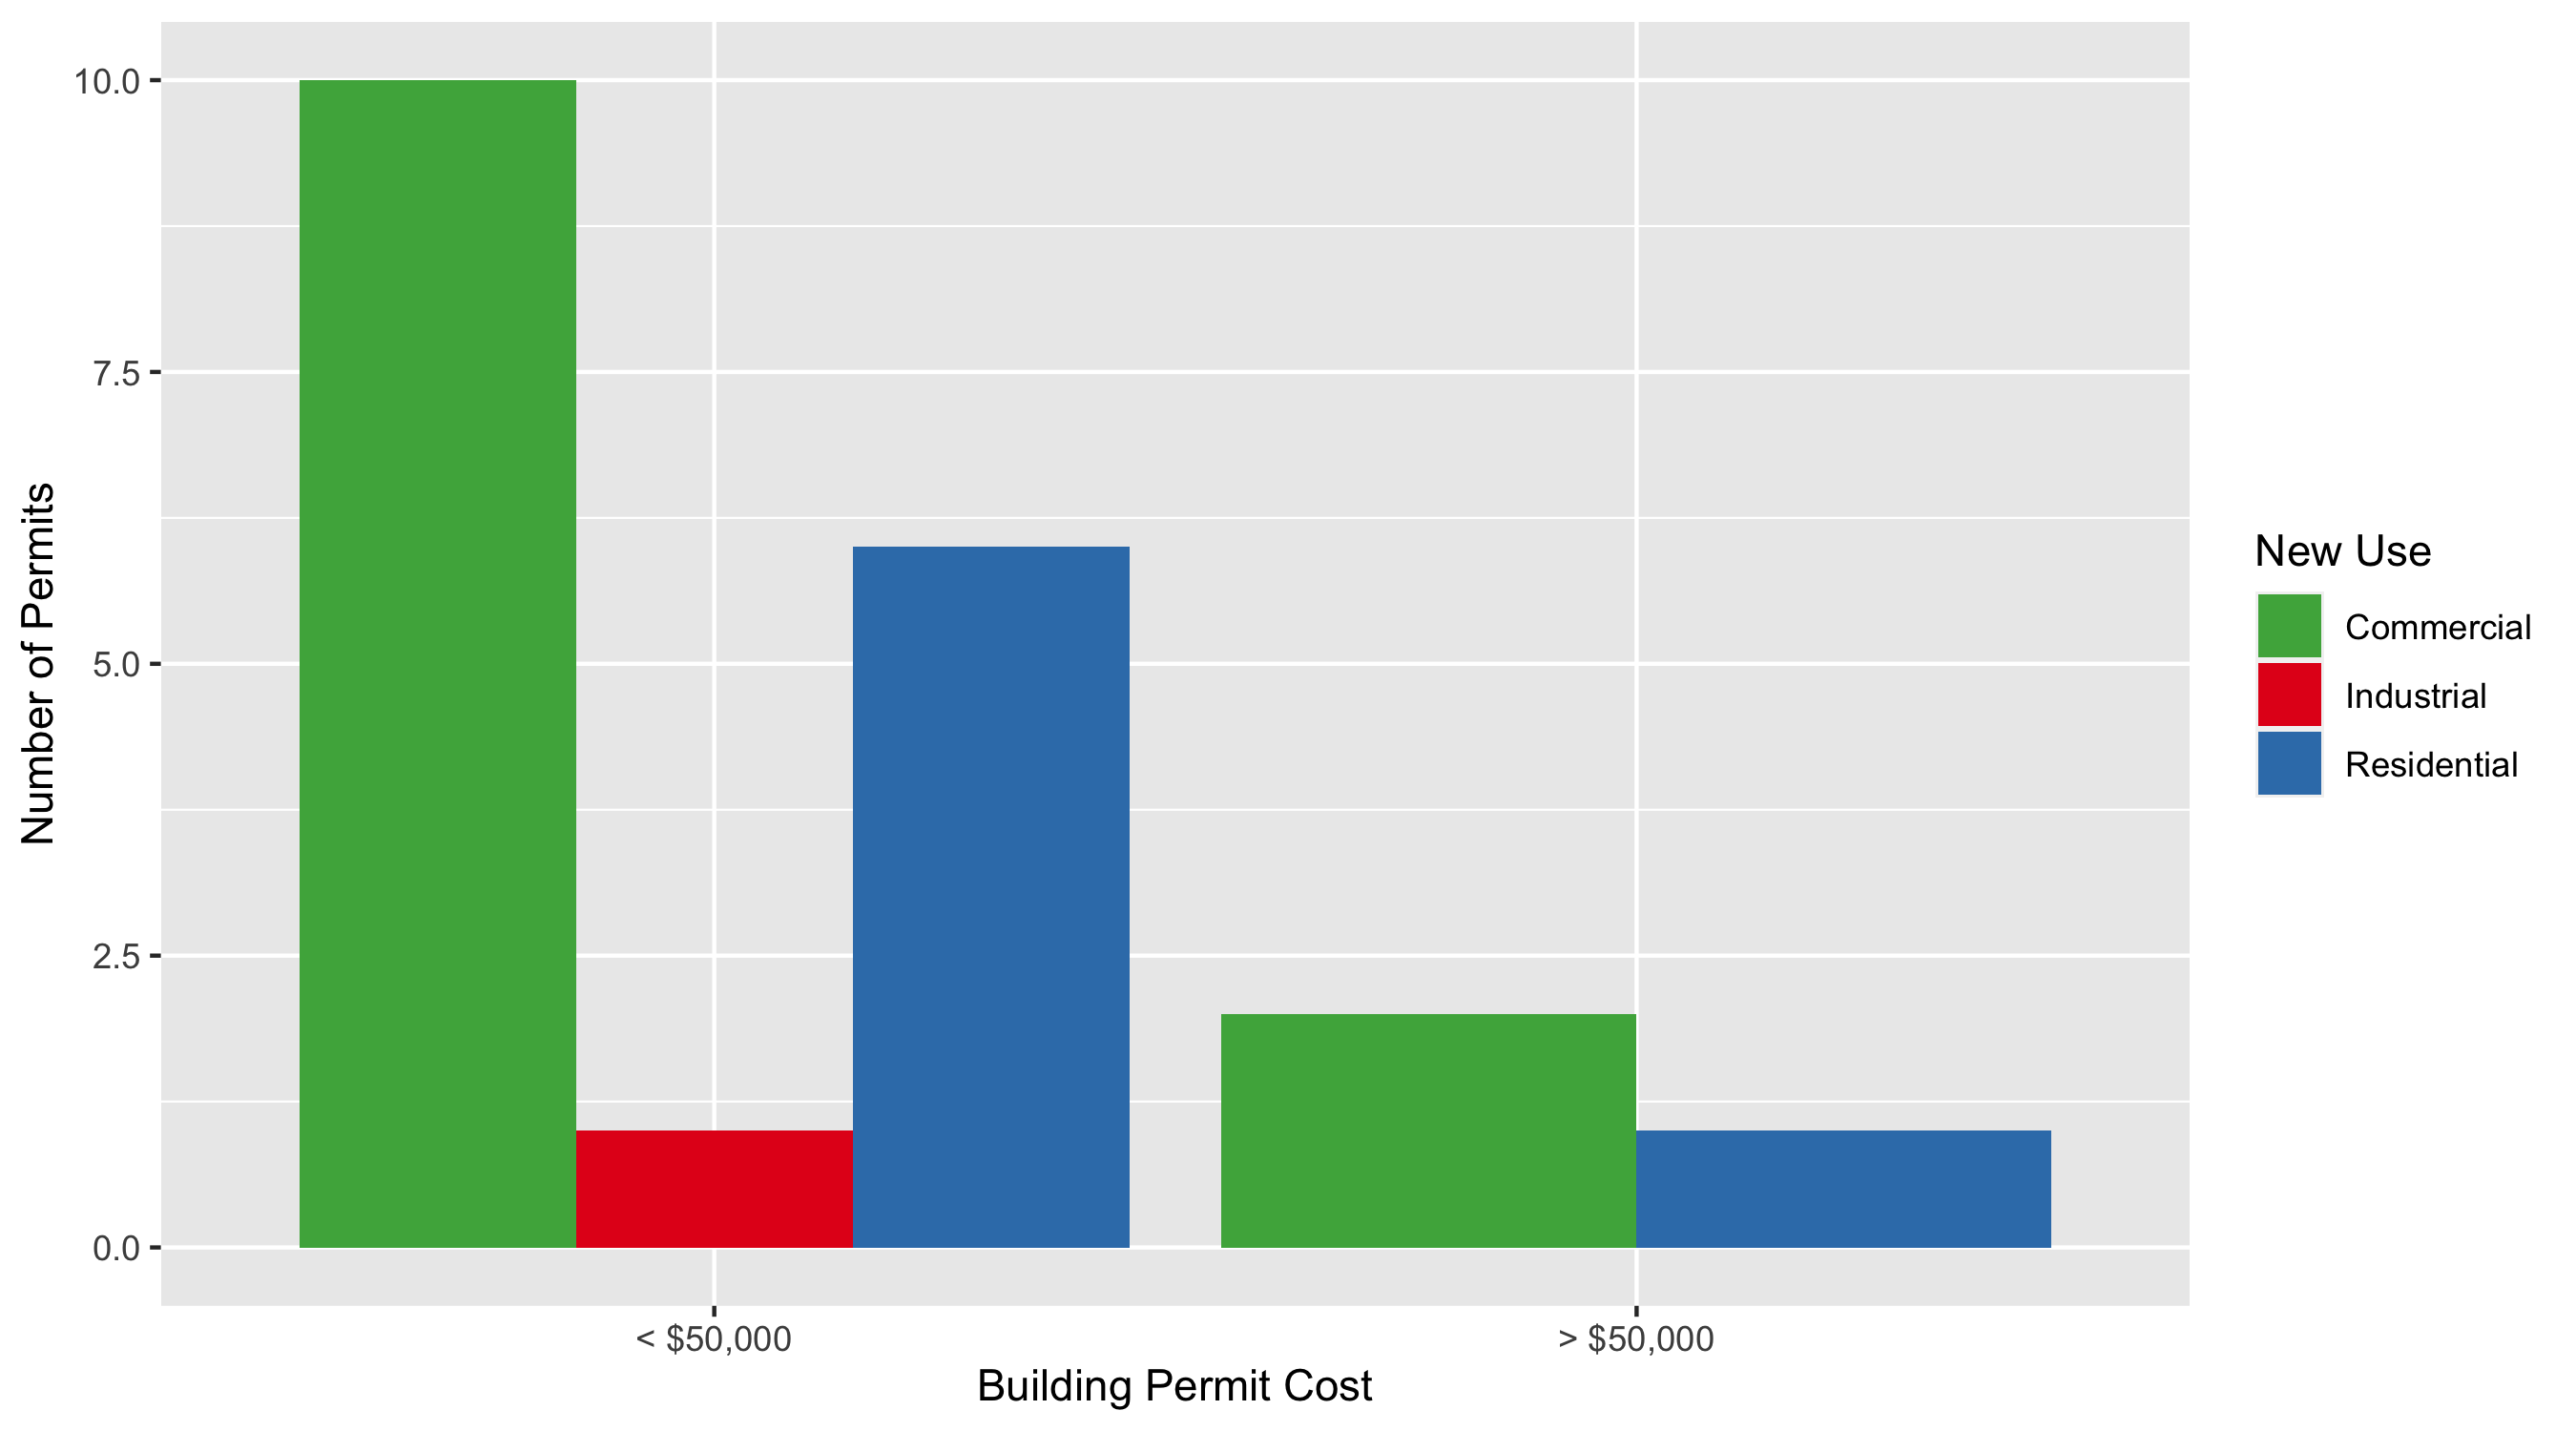 Number of Permits
10.0
7.5
5.0
2.5
0.0
< $50,000
> $50,000
Building Permit Cost
New Use
Commercial
Industrial
Residential